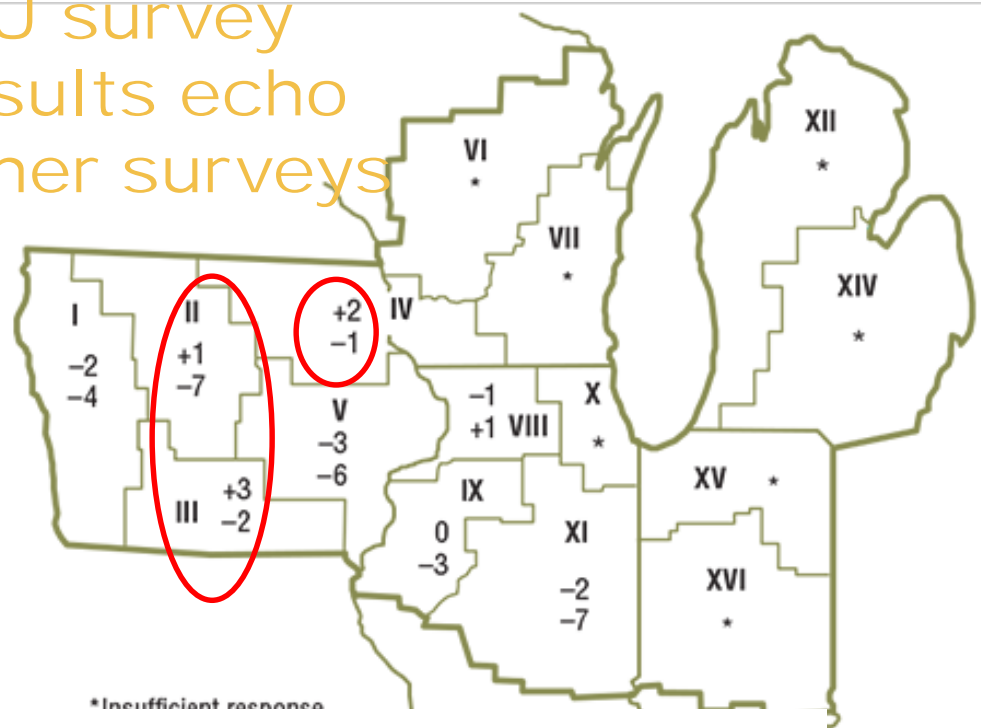 U survey
sults echo
her surveys
VI
*
XII
*
VII
*
XIV
*
I
-2
-4
II
+1
-7
+2
-1
IV
V
-3
-6
-1
+1 VIII
X
*
III
+3
-2
IX
0
-3
XI
-2
-7
XV *
XVI
*
*Insufficient response